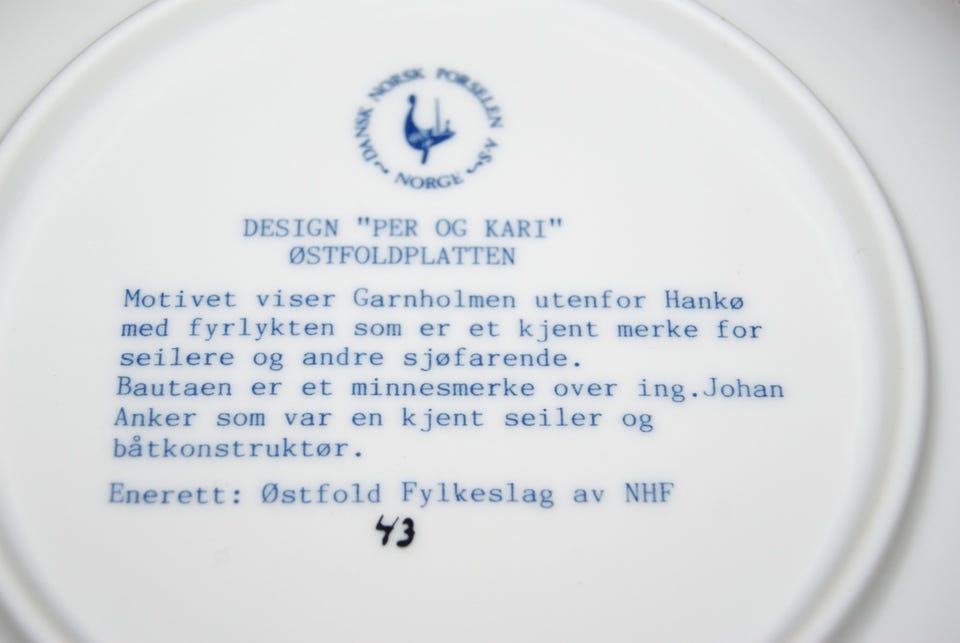 DANSK NORSK PORSELEN A.S
NORGE
DESIGN "PER OG KARI"
ØSTFOLDPLATTEN
Motivet viser Garnholmen utenfor Hankø
med fyrlykten som er et kjent merke for
seilere og andre sjøfarende.
Bautaen er et minnesmerke over ing.Johan
Anker som var en kjent seiler og
båtkonstruktør.
Enerett: Østfold Fylkeslag av NHF
43